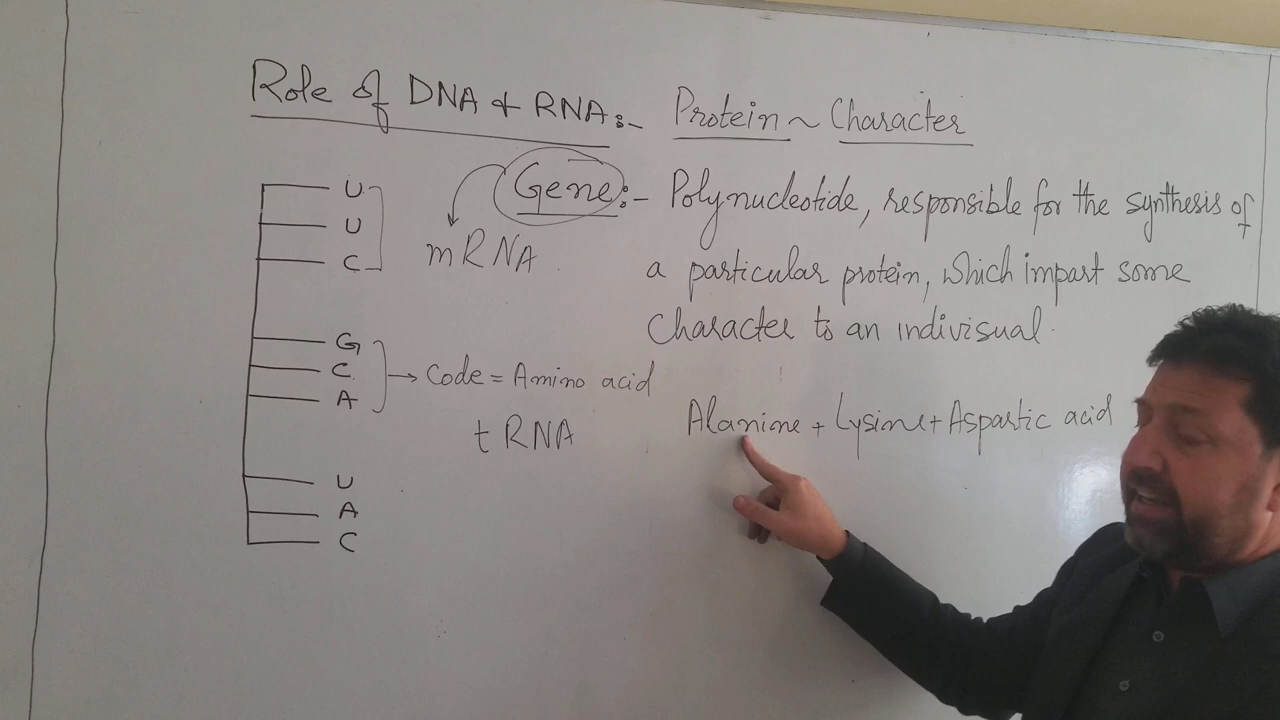 Role of DNA & RNA:- Protein ~ Character
Gene:- Polynucleotide, responsible for the synthesis of
a particular protein, which impart some
Character to an indivisual.
mRNA
U
U
C
G
C
A
→ Code = Amino acid
tRNA
Alanine + Lysine + Aspartic acid
U
A
C